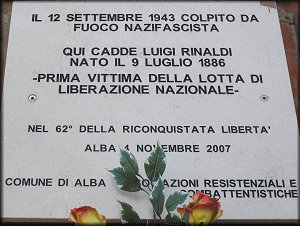 IL 12 SETTEMBRE 1943 COLPITO DA
FUOCO NAZIFASCISTA
QUI CADDE LUIGI RINALDI
NATO IL 9 LUGLIO 1886
-PRIMA VITTIMA DELLA LOTTA DI
LIBERAZIONE NAZIONALE-
NEL 62° DELLA RICONQUISTATA LIBERTA'
ALBA 4 NOVEMBRE 2007
COMUNE DI ALBA RESISTENZIALI E
COMBATTENTISTICHE